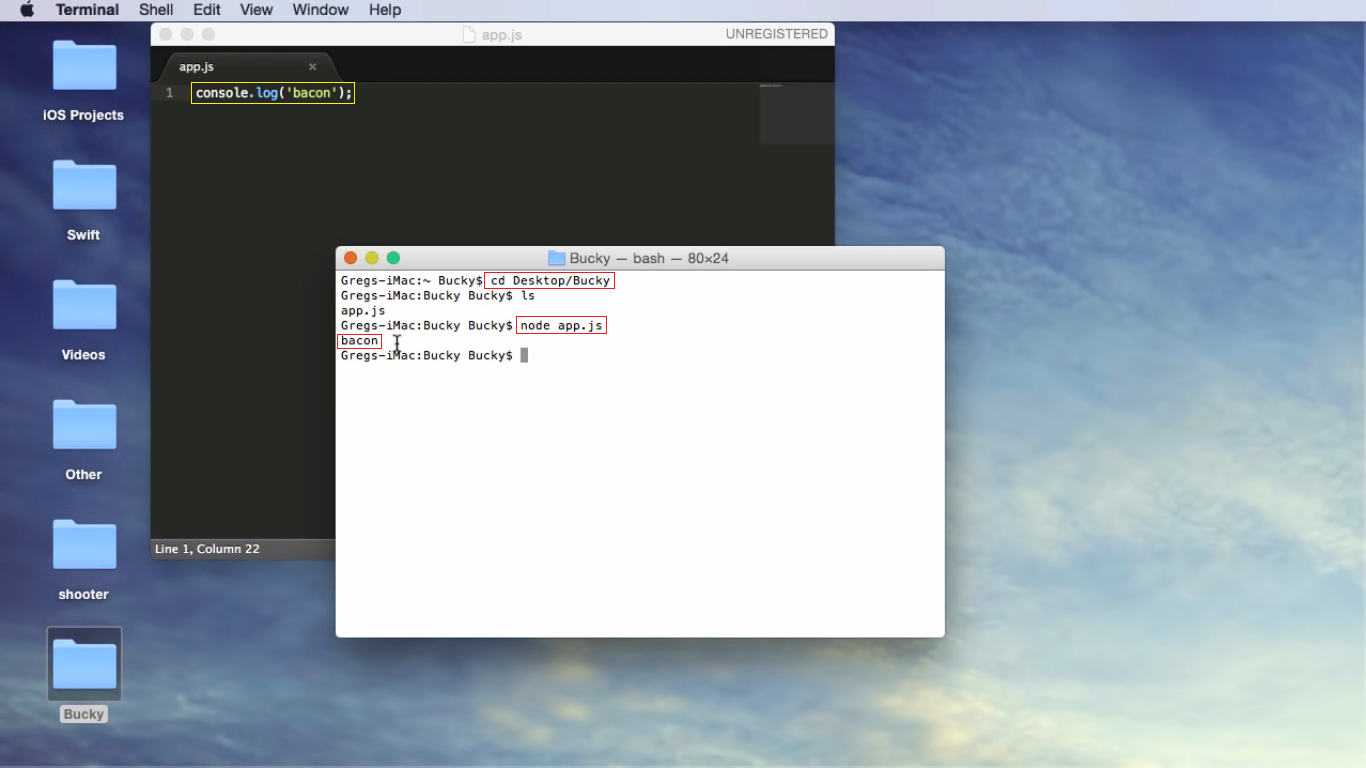 Terminal Shell Edit View Window Help
app.js UNREGISTERED
app.js ×
1 console.log('bacon');
iOS Projects
Swift
Videos
Other
shooter
Bucky
Line 1, Column 22
Bucky — bash — 80×24
Gregs-iMac:~ Bucky$ cd Desktop/Bucky
Gregs-iMac:Bucky Bucky$ ls
app.js
Gregs-iMac:Bucky Bucky$ node app.js
bacon
Gregs-iMac:Bucky Bucky$